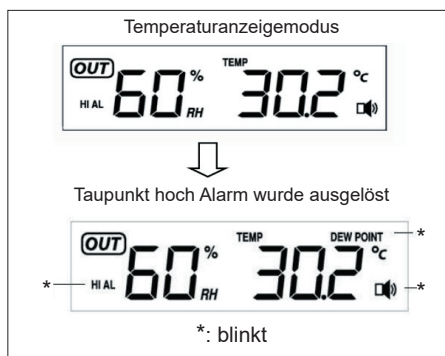 Temperaturanzeigemodus
OUT TEMP
HI AL 60 % RH 30.2 °C
Taupunkt hoch Alarm wurde ausgelöst
OUT TEMP DEW POINT *
* HI AL 60 % RH 30.2 °C *
*: blinkt